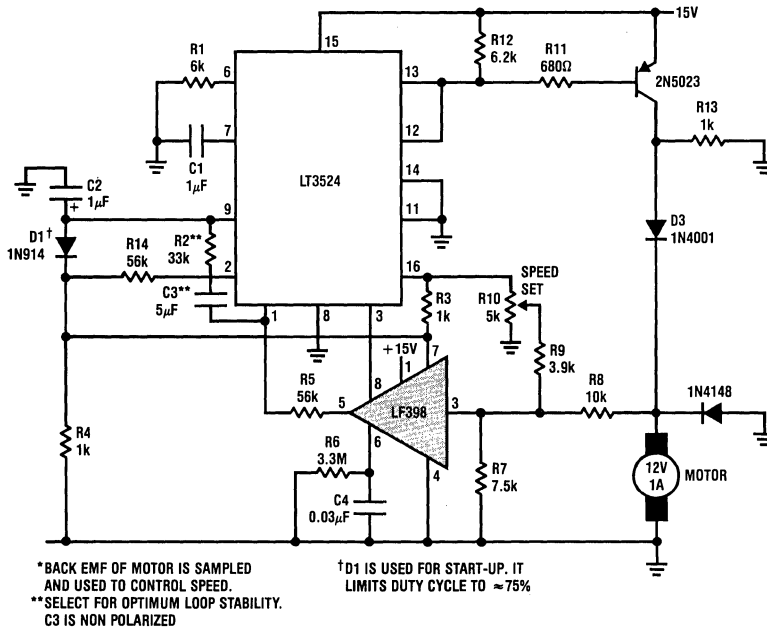 15V
R12
6.2k
R11
680Ω
2N5023
R13
1k
R1
6k
6
15
13
7
C1
1μF
LT3524
12
14
11
C2
1μF
+
9
D1†
1N914
R14
56k
R2**
33k
2
16
C3**
5μF
1
8
3
R3
1k
R10
5k
SPEED
SET
D3
1N4001
+15V
1
7
8
R9
3.9k
R5
56k
5
LF398
3
R8
10k
1N4148
R4
1k
6
R6
3.3M
4
R7
7.5k
12V
1A
MOTOR
C4
0.03μF
*BACK EMF OF MOTOR IS SAMPLED
AND USED TO CONTROL SPEED.
**SELECT FOR OPTIMUM LOOP STABILITY.
C3 IS NON POLARIZED
†D1 IS USED FOR START-UP. IT
LIMITS DUTY CYCLE TO ≈75%